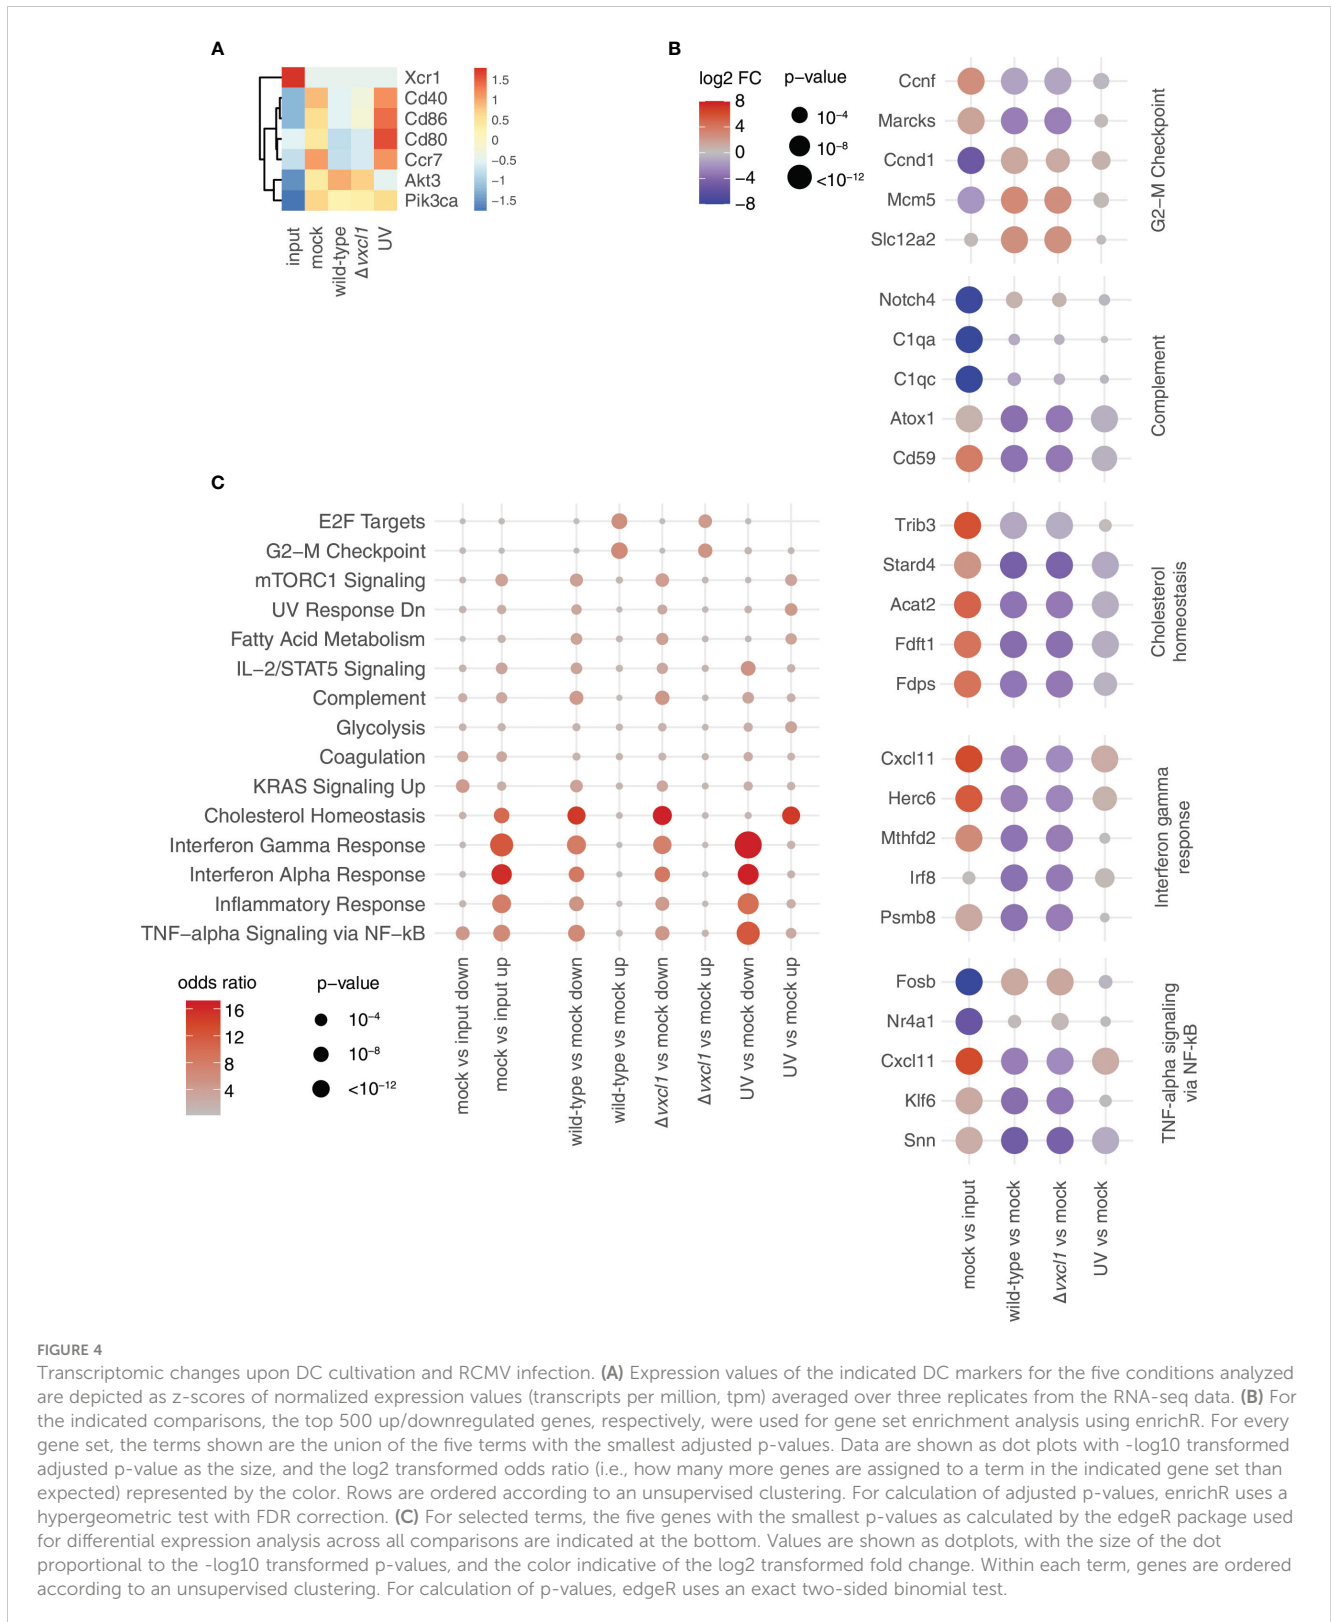 A
Xcr1
Cd40
Cd86
Cd80
Ccr7
Akt3
Pik3ca
1.5
1
0.5
0
−0.5
−1
−1.5
input
mock
wild-type
Δvxcl1
UV
B
log2 FC
8
4
0
−4
−8
p−value
10−4
10−8
<10−12
Ccnf
Marcks
Ccnd1
Mcm5
Slc12a2
G2−M Checkpoint
Notch4
C1qa
C1qc
Atox1
Cd59
Complement
Trib3
Stard4
Acat2
Fdft1
Fdps
Cholesterol
homeostasis
Cxcl11
Herc6
Mthfd2
Irf8
Psmb8
Interferon gamma
response
Fosb
Nr4a1
Cxcl11
Klf6
Snn
TNF-alpha signaling
via NF-kB
mock vs input
wild-type vs mock
Δvxcl1 vs mock
UV vs mock
C
E2F Targets
G2−M Checkpoint
mTORC1 Signaling
UV Response Dn
Fatty Acid Metabolism
IL−2/STAT5 Signaling
Complement
Glycolysis
Coagulation
KRAS Signaling Up
Cholesterol Homeostasis
Interferon Gamma Response
Interferon Alpha Response
Inflammatory Response
TNF−alpha Signaling via NF−kB
odds ratio
16
12
8
4
p−value
10−4
10−8
<10−12
mock vs input down
mock vs input up
wild-type vs mock down
wild-type vs mock up
Δvxcl1 vs mock down
Δvxcl1 vs mock up
UV vs mock down
UV vs mock up
FIGURE 4
Transcriptomic changes upon DC cultivation and RCMV infection. (A) Expression values of the indicated DC markers for the five conditions analyzed
are depicted as z-scores of normalized expression values (transcripts per million, tpm) averaged over three replicates from the RNA-seq data. (B) For
the indicated comparisons, the top 500 up/downregulated genes, respectively, were used for gene set enrichment analysis using enrichR. For every
gene set, the terms shown are the union of the five terms with the smallest adjusted p-values. Data are shown as dot plots with -log10 transformed
adjusted p-value as the size, and the log2 transformed odds ratio (i.e., how many more genes are assigned to a term in the indicated gene set than
expected) represented by the color. Rows are ordered according to an unsupervised clustering. For calculation of adjusted p-values, enrichR uses a
hypergeometric test with FDR correction. (C) For selected terms, the five genes with the smallest p-values as calculated by the edgeR package used
for differential expression analysis across all comparisons are indicated at the bottom. Values are shown as dotplots, with the size of the dot
proportional to the -log10 transformed p-values, and the color indicative of the log2 transformed fold change. Within each term, genes are ordered
according to an unsupervised clustering. For calculation of p-values, edgeR uses an exact two-sided binomial test.